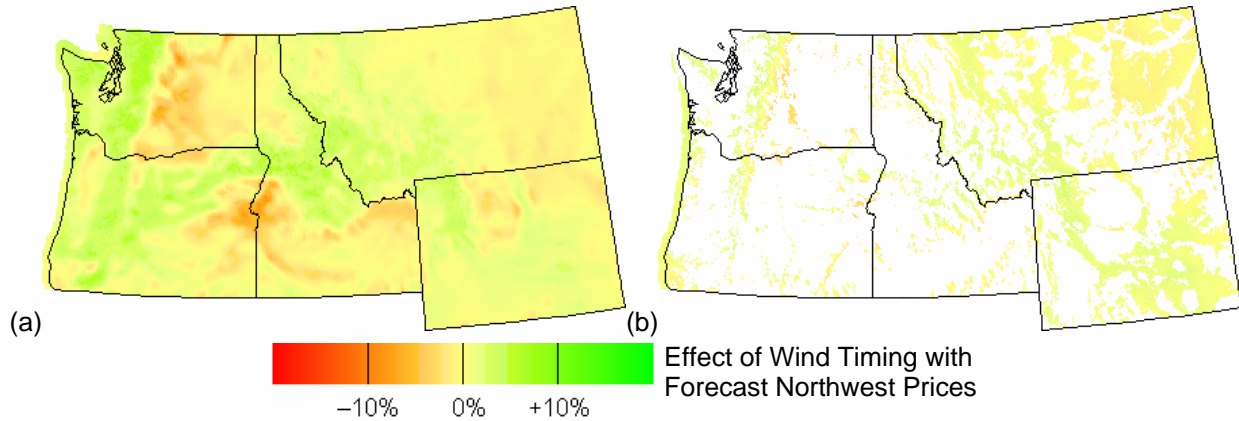 (a)
(b)
Effect of Wind Timing with
Forecast Northwest Prices
–10% 0% +10%